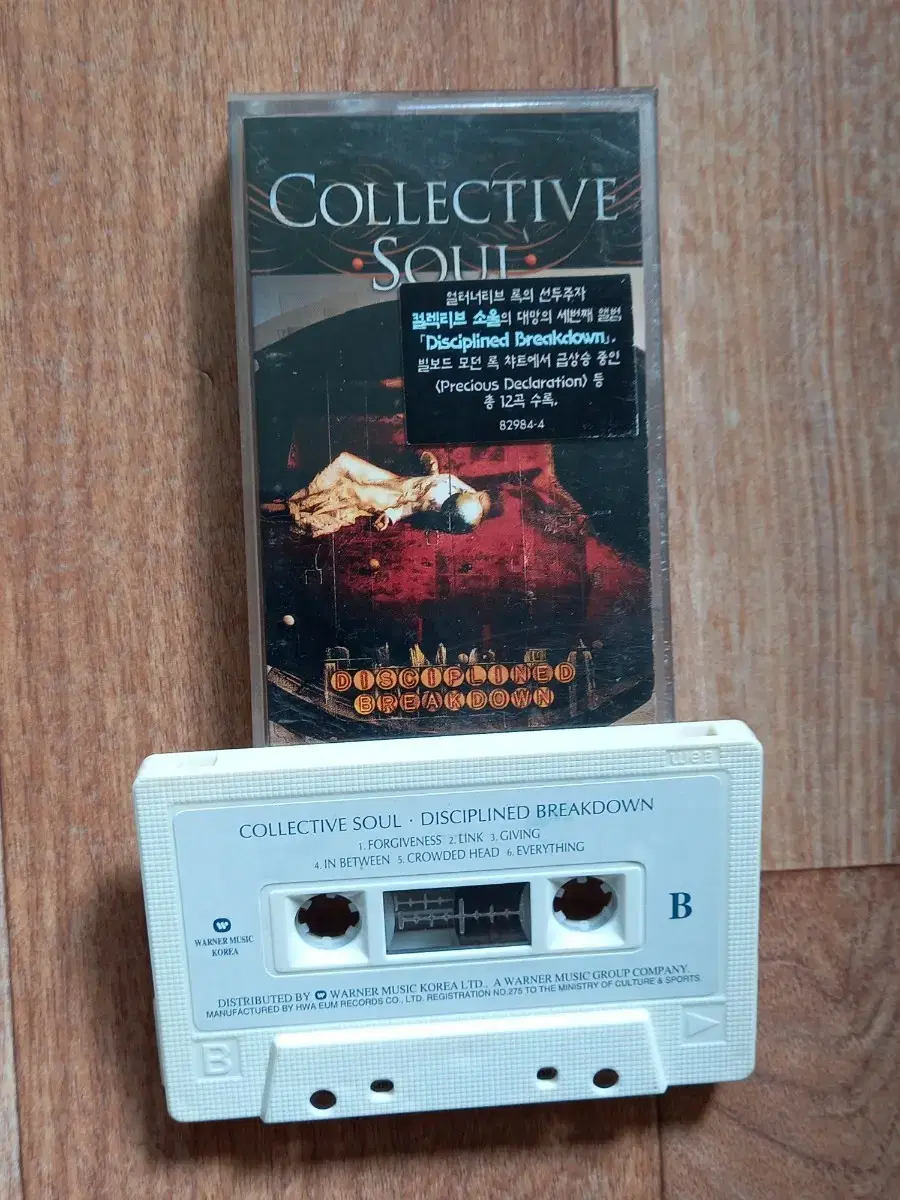 COLLECTIVE
SOUL
얼터너티브 록의 선두주자
컬렉티브 소울의 대망의 세번째 앨범
「Disciplined Breakdown」.
빌보드 모던 록 챠트에서 급상승 중인
〈Precious Declaration〉 등
총 12곡 수록.
82984-4
DISCIPLINED
BREAKDOWN
wea
COLLECTIVE SOUL · DISCIPLINED BREAKDOWN
1. FORGIVENESS 2. LINK 3. GIVING
4. IN BETWEEN 5. CROWDED HEAD 6. EVERYTHING
B
WARNER MUSIC
KOREA
DISTRIBUTED BY WARNER MUSIC KOREA LTD., A WARNER MUSIC GROUP COMPANY.
MANUFACTURED BY HWA EUM RECORDS CO., LTD. REGISTRATION NO.275 TO THE MINISTRY OF CULTURE & SPORTS.
B